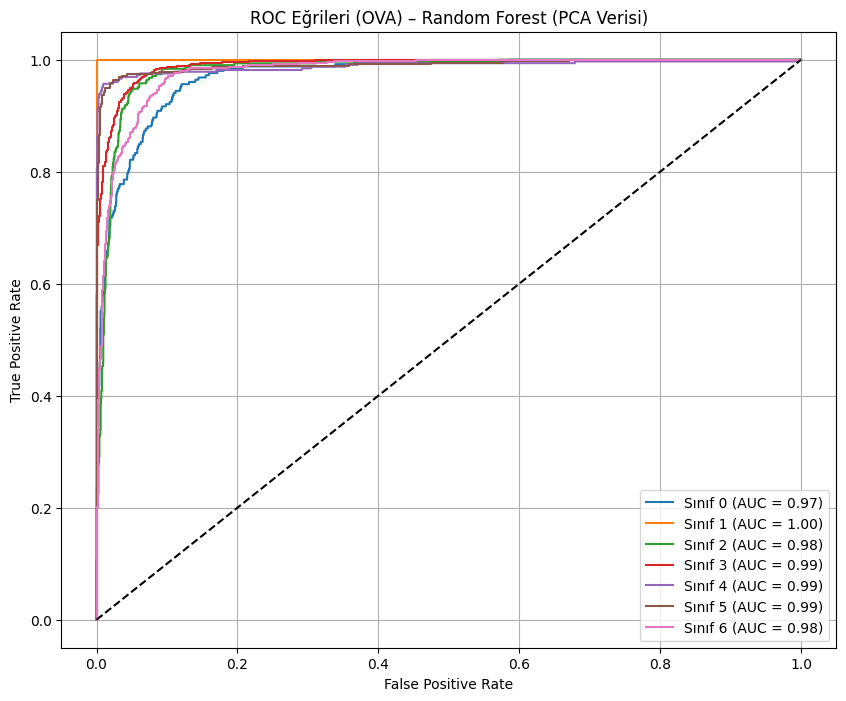 ROC Eğrileri (OVA) – Random Forest (PCA Verisi)
True Positive Rate
1.0
0.8
0.6
0.4
0.2
0.0
Sınıf 0 (AUC = 0.97)
Sınıf 1 (AUC = 1.00)
Sınıf 2 (AUC = 0.98)
Sınıf 3 (AUC = 0.99)
Sınıf 4 (AUC = 0.99)
Sınıf 5 (AUC = 0.99)
Sınıf 6 (AUC = 0.98)
0.0 0.2 0.4 0.6 0.8 1.0
False Positive Rate